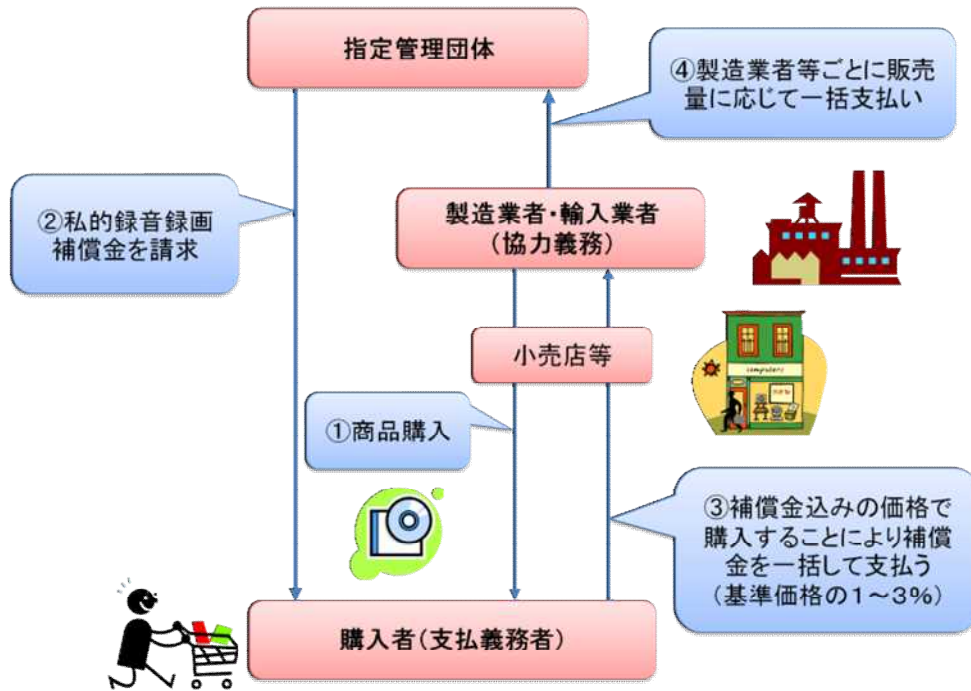 指定管理団体
④製造業者等ごとに販売
量に応じて一括支払い
②私的録音録画
補償金を請求
製造業者・輸入業者
（協力義務）
小売店等
computers
①商品購入
③補償金込みの価格で
購入することにより補償
金を一括して支払う
（基準価格の１～３％）
購入者（支払義務者）